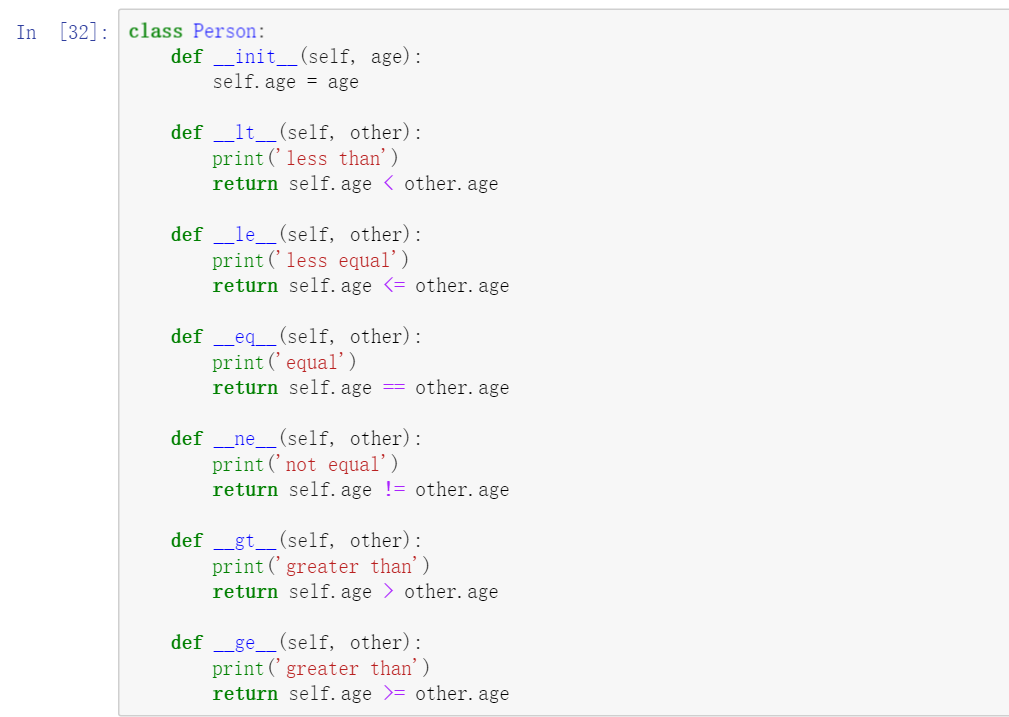 In [32]: class Person:
    def __init__(self, age):
        self.age = age

    def __lt__(self, other):
        print('less than')
        return self.age < other.age

    def __le__(self, other):
        print('less equal')
        return self.age <= other.age

    def __eq__(self, other):
        print('equal')
        return self.age == other.age

    def __ne__(self, other):
        print('not equal')
        return self.age != other.age

    def __gt__(self, other):
        print('greater than')
        return self.age > other.age

    def __ge__(self, other):
        print('greater than')
        return self.age >= other.age